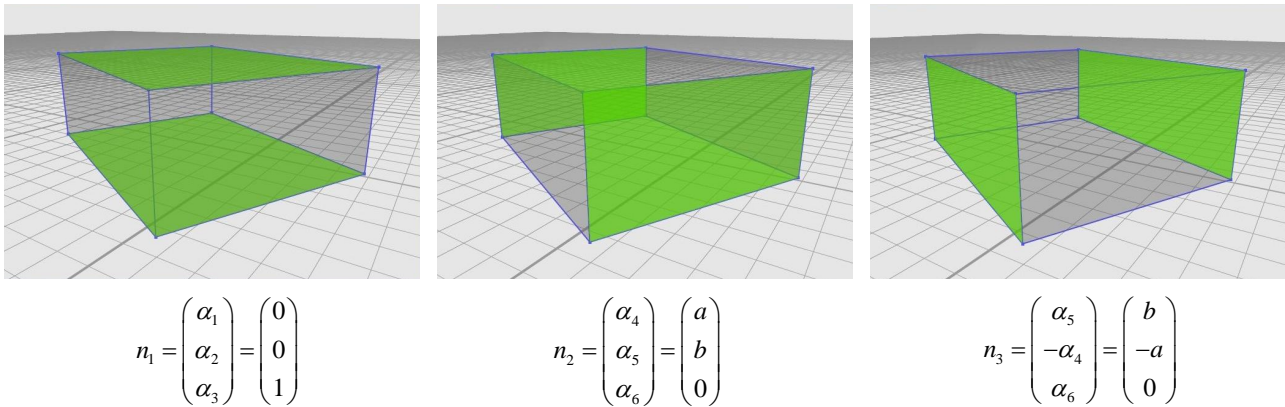 n₁ = (α₁ α₂ α₃) = (0 0 1)
n₂ = (α₄ α₅ α₆) = (a b 0)
n₃ = (α₅ −α₄ α₆) = (b −a 0)